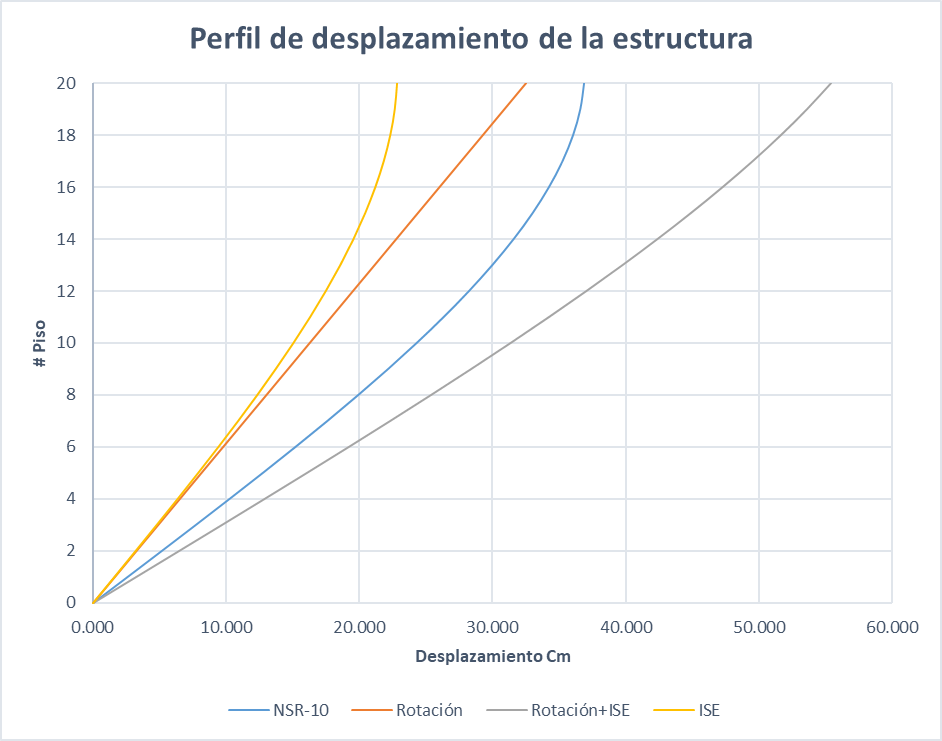 Perfil de desplazamiento de la estructura
20
18
16
14
12
10
8
6
4
2
0
# Piso
0.000 10.000 20.000 30.000 40.000 50.000 60.000
Desplazamiento Cm
NSR-10 Rotación Rotación+ISE ISE